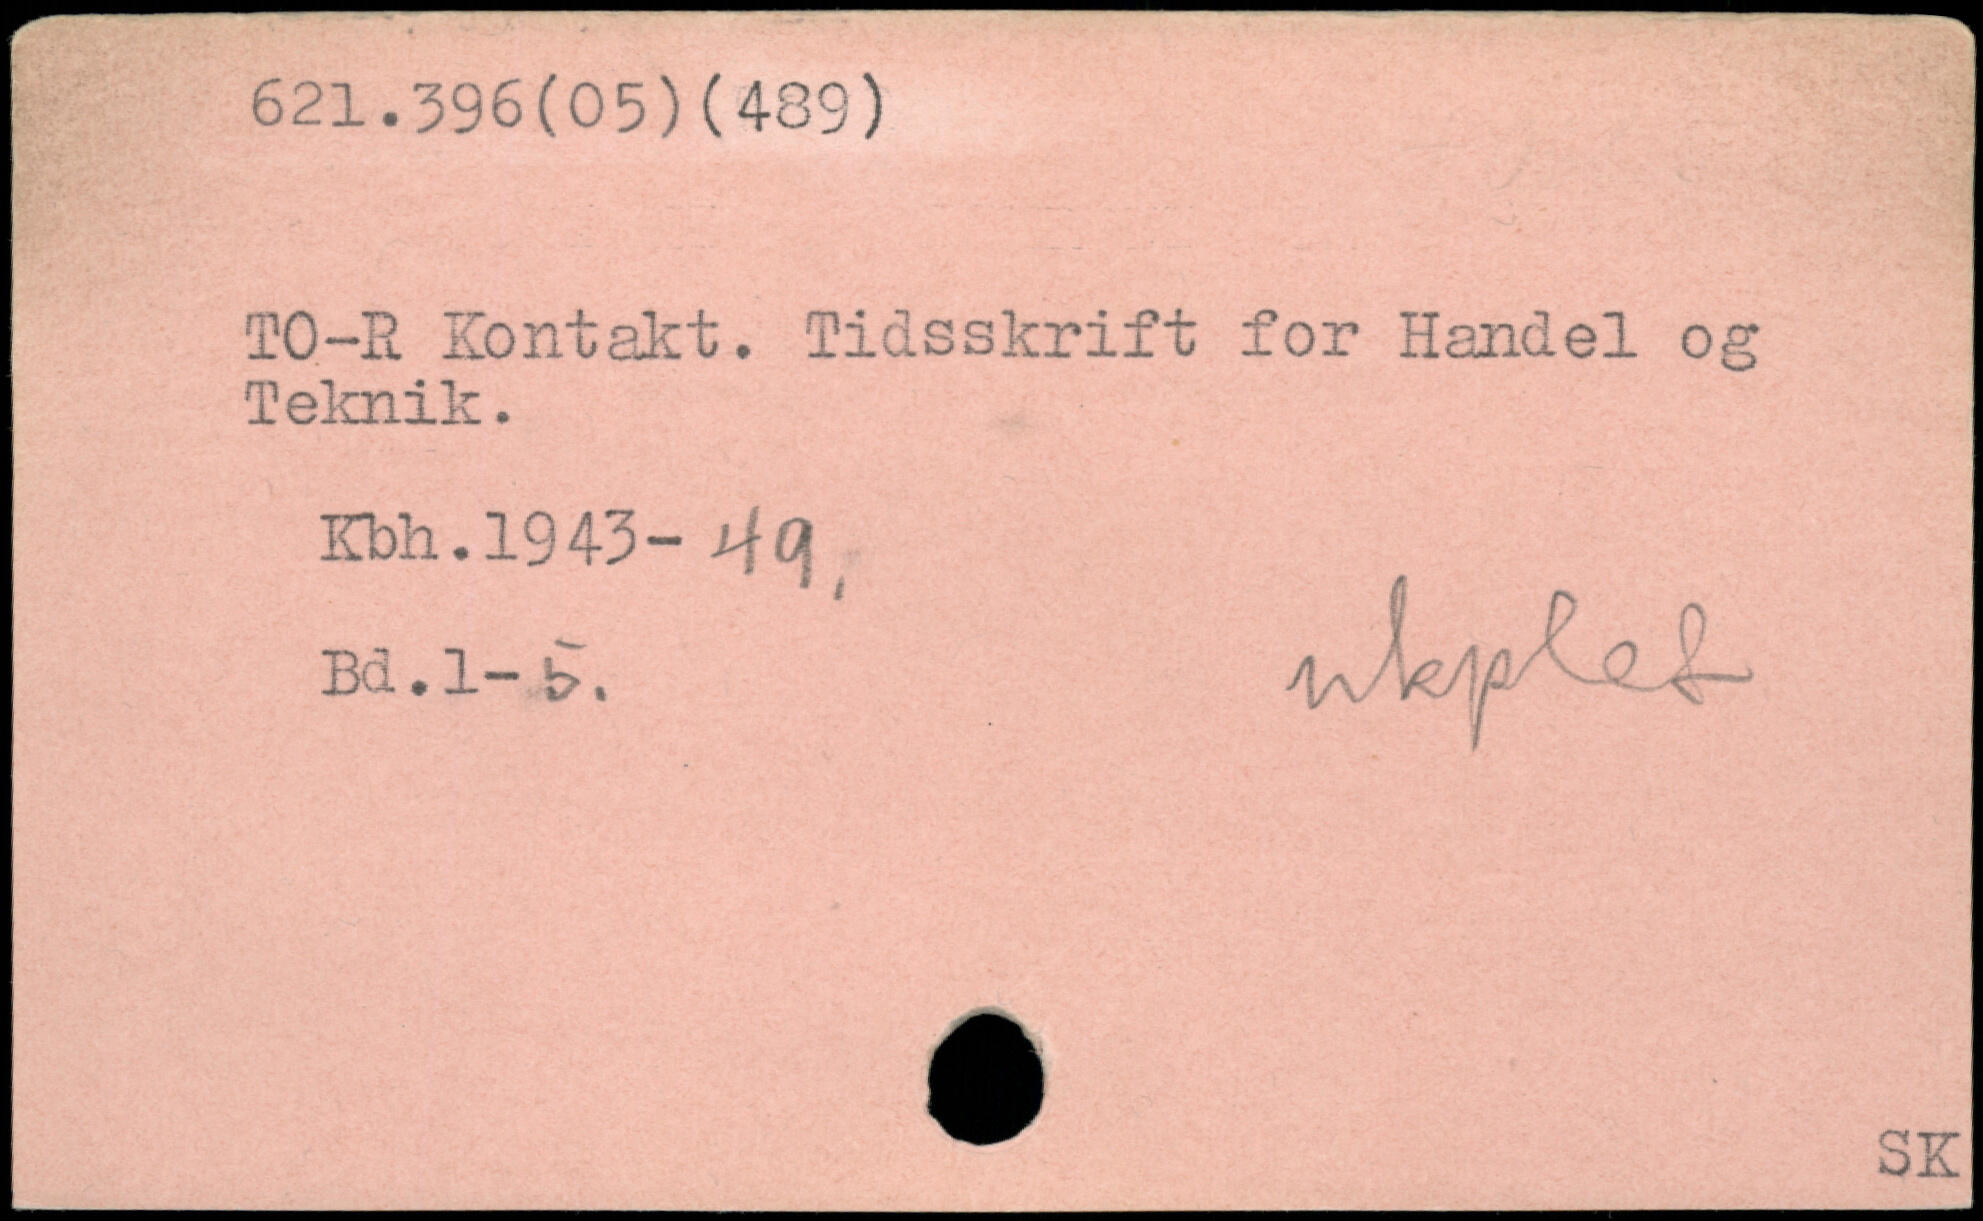 621.396(05)(489)
TO-R Kontakt. Tidsskrift for Handel og
Teknik.
Kbh.1943-49.
Bd.1-5.
ukplet
SK